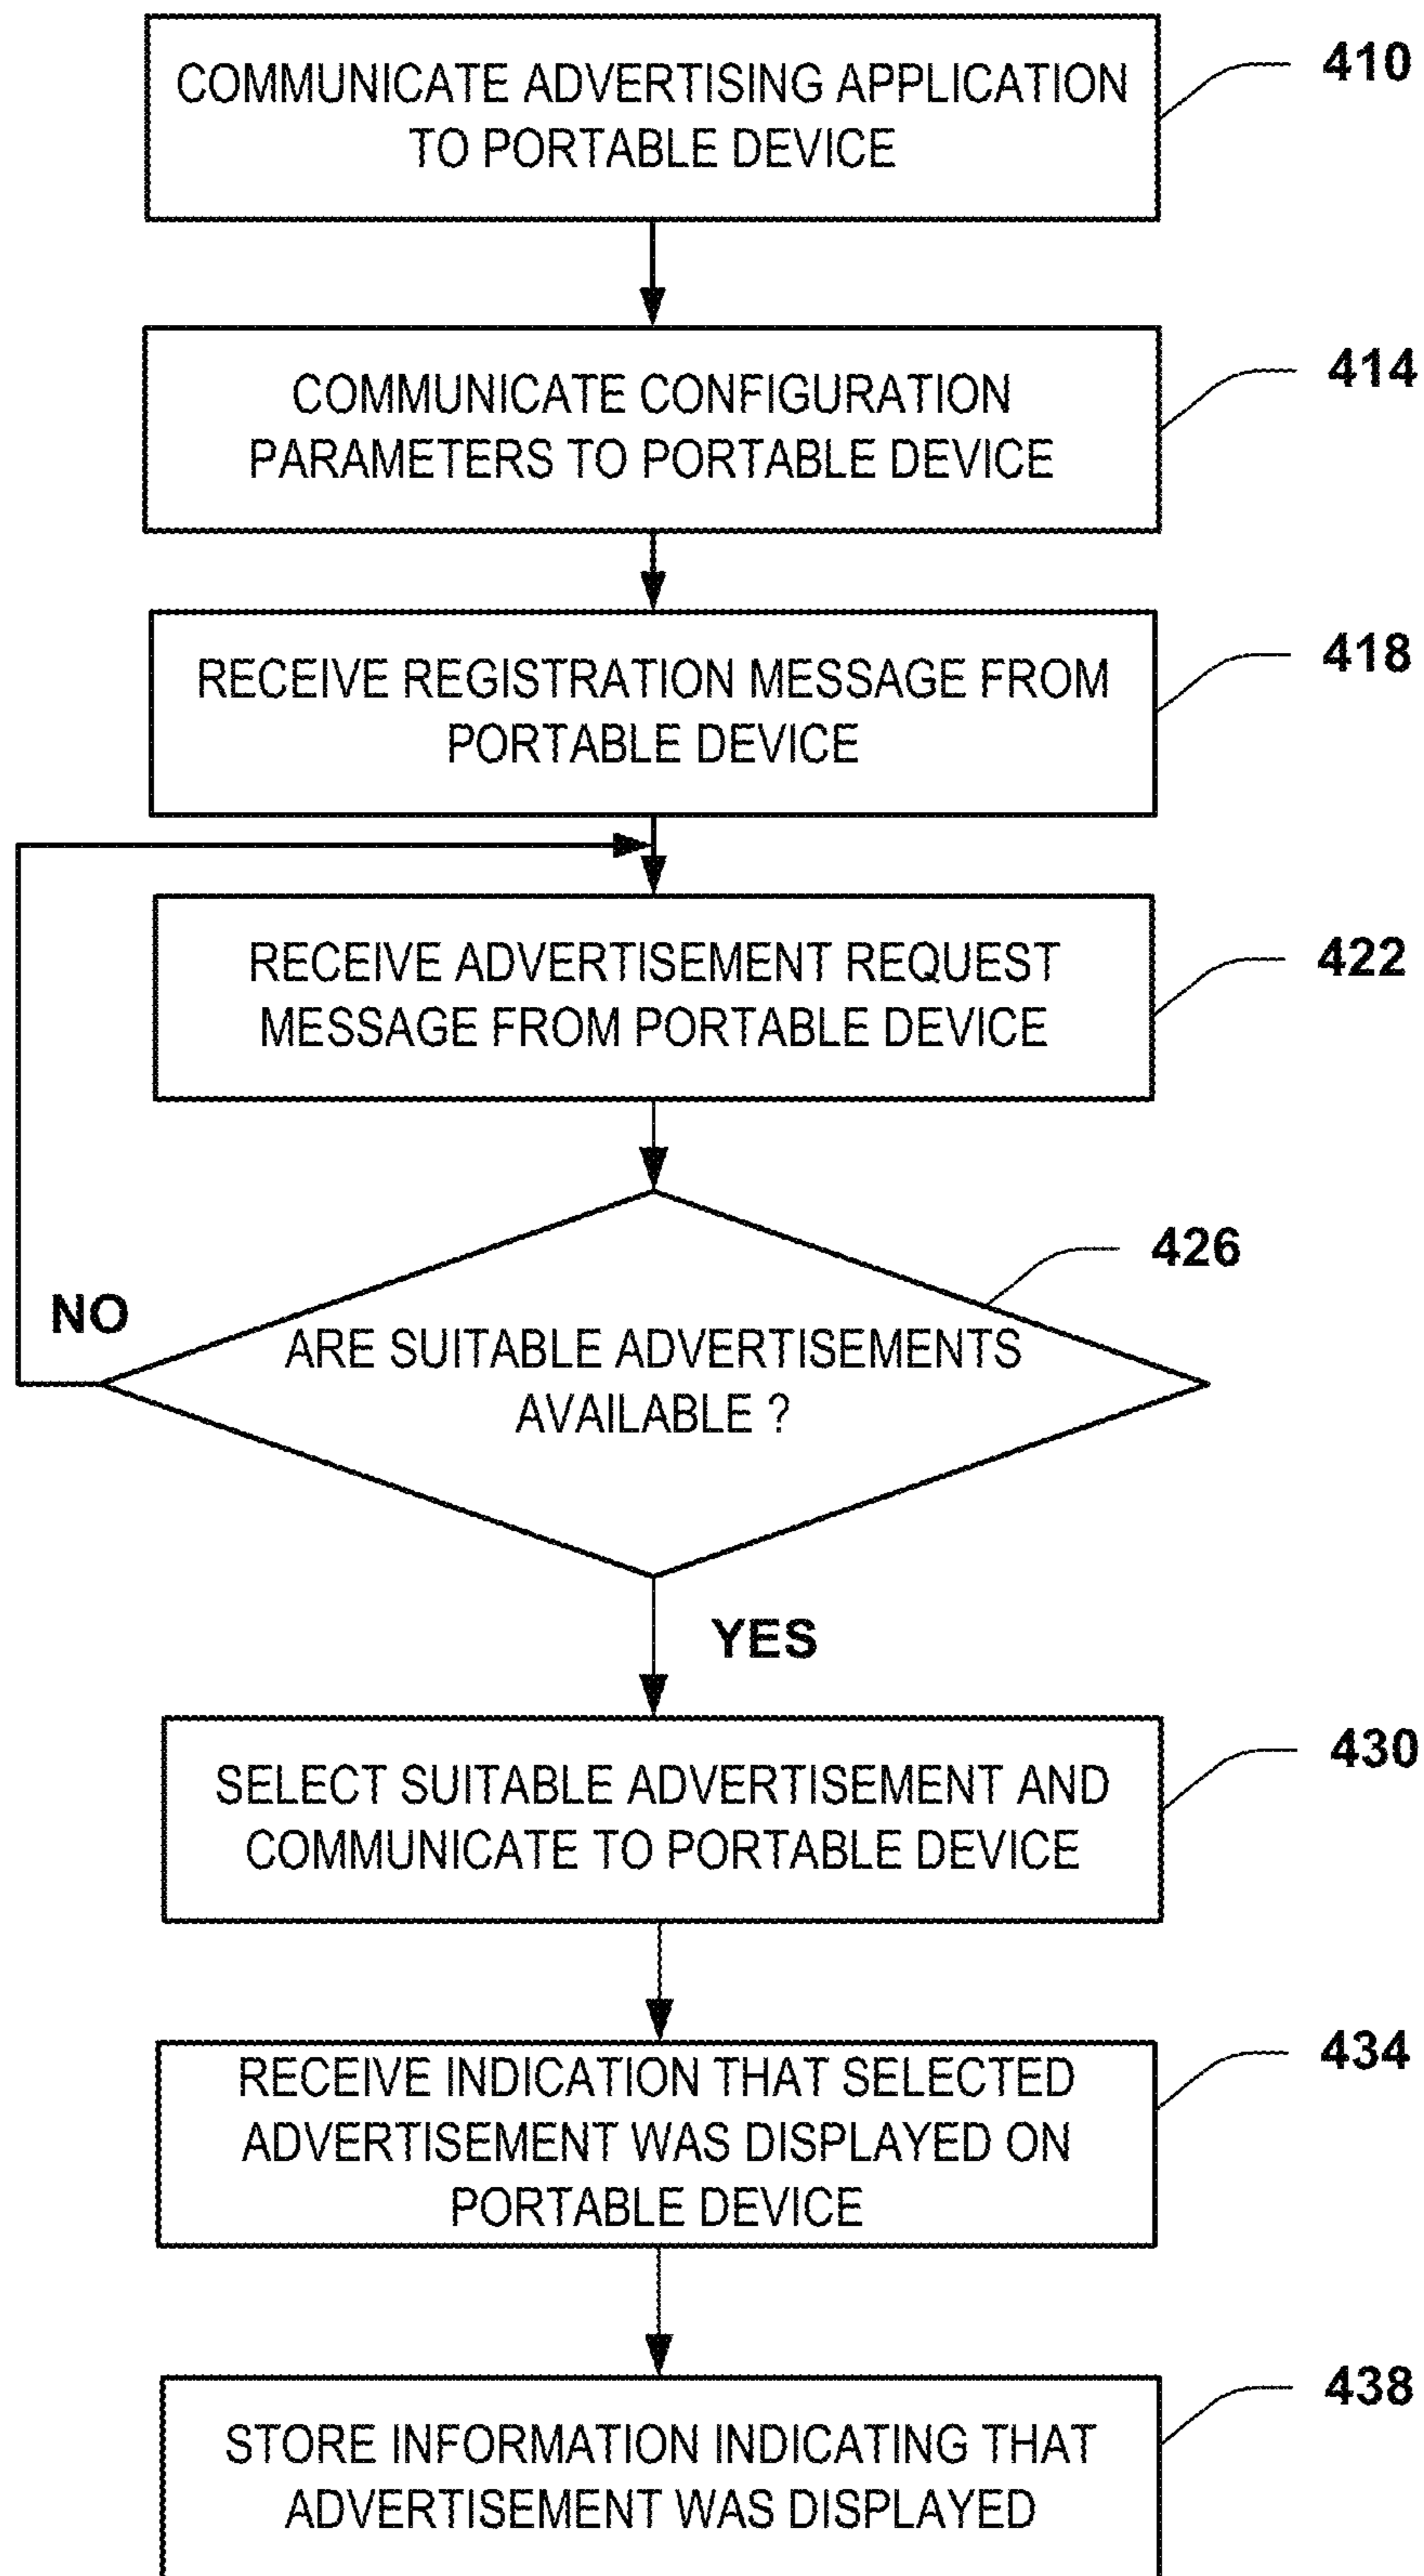 COMMUNICATE ADVERTISING APPLICATION
TO PORTABLE DEVICE
410
COMMUNICATE CONFIGURATION
PARAMETERS TO PORTABLE DEVICE
414
RECEIVE REGISTRATION MESSAGE FROM
PORTABLE DEVICE
418
RECEIVE ADVERTISEMENT REQUEST
MESSAGE FROM PORTABLE DEVICE
422
426
NO
ARE SUITABLE ADVERTISEMENTS
AVAILABLE ?
YES
SELECT SUITABLE ADVERTISEMENT AND
COMMUNICATE TO PORTABLE DEVICE
430
RECEIVE INDICATION THAT SELECTED
ADVERTISEMENT WAS DISPLAYED ON
PORTABLE DEVICE
434
STORE INFORMATION INDICATING THAT
ADVERTISEMENT WAS DISPLAYED
438